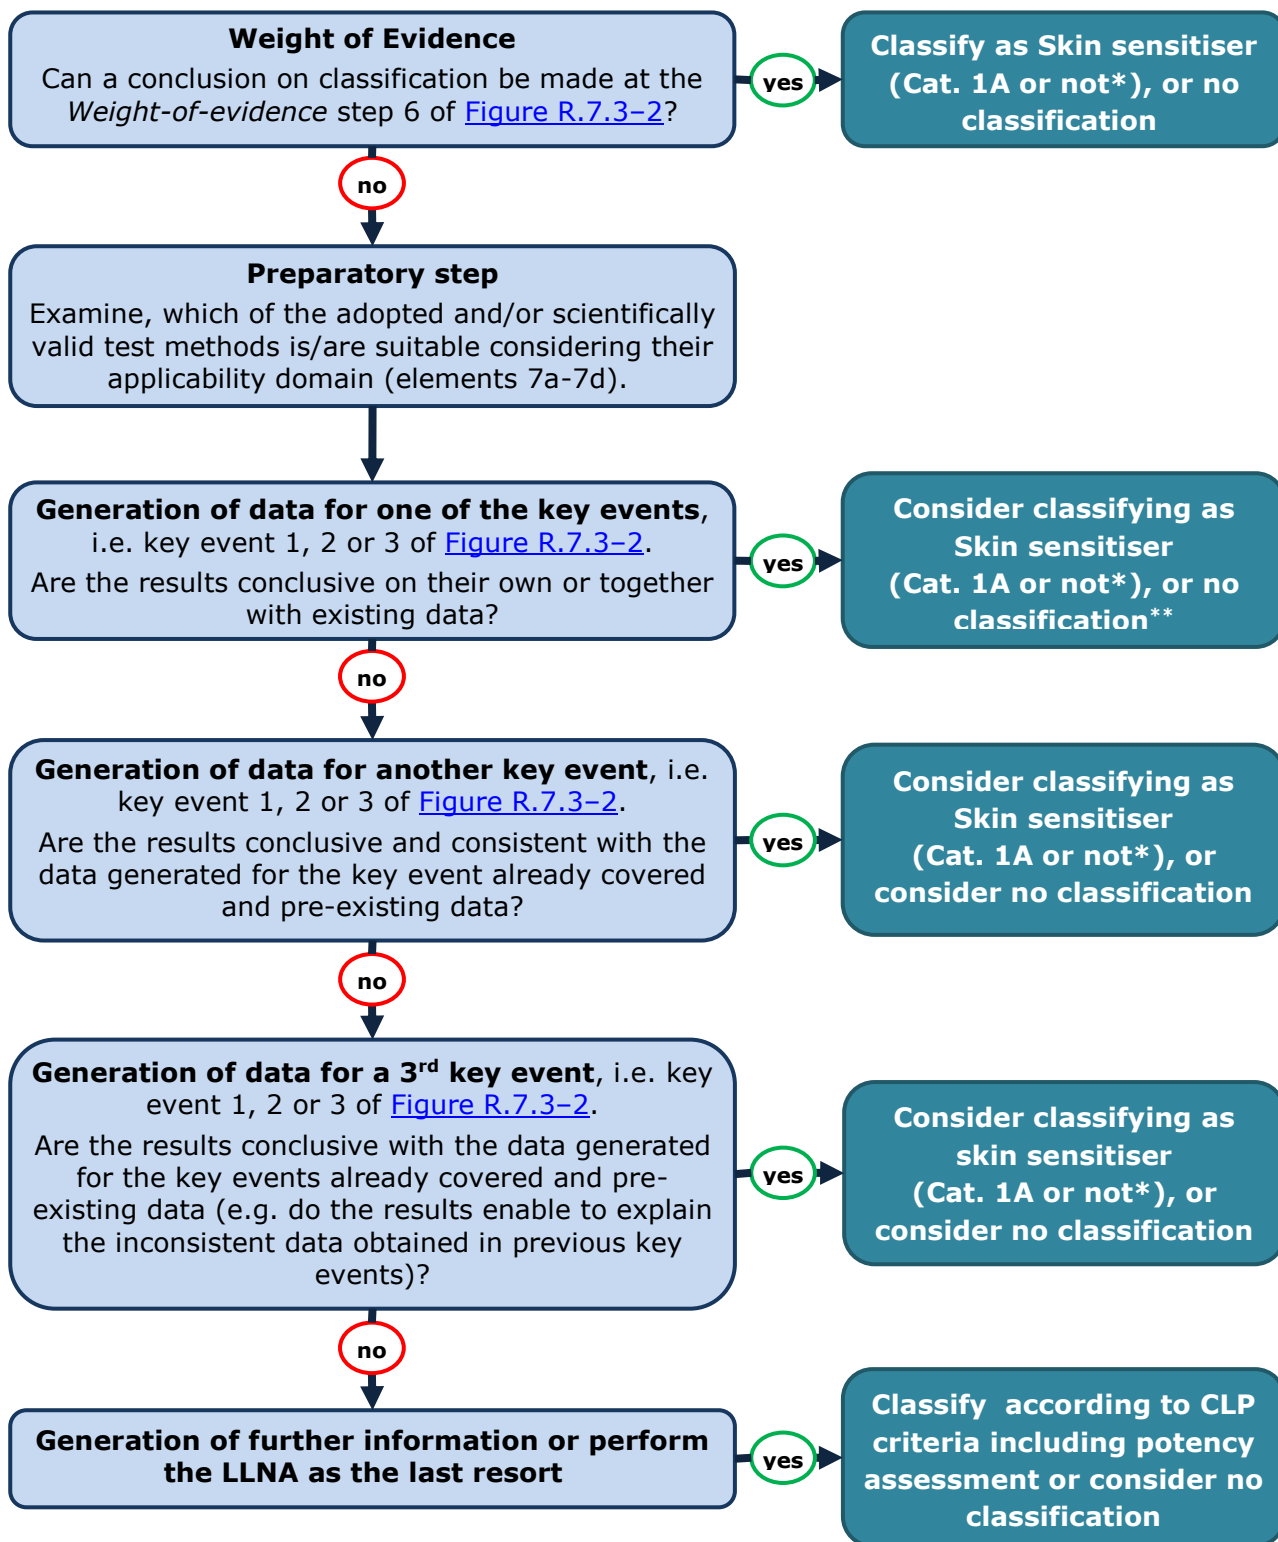 Weight of Evidence
Can a conclusion on classification be made at the
Weight-of-evidence step 6 of Figure R.7.3–2?
yes
Classify as Skin sensitiser
(Cat. 1A or not*), or no
classification
no
Preparatory step
Examine, which of the adopted and/or scientifically
valid test methods is/are suitable considering their
applicability domain (elements 7a-7d).
Generation of data for one of the key events,
i.e. key event 1, 2 or 3 of Figure R.7.3–2.
Are the results conclusive on their own or together
with existing data?
yes
Consider classifying as
Skin sensitiser
(Cat. 1A or not*), or no
classification**
no
Generation of data for another key event, i.e.
key event 1, 2 or 3 of Figure R.7.3–2.
Are the results conclusive and consistent with the
data generated for the key event already covered
and pre-existing data?
yes
Consider classifying as
Skin sensitiser
(Cat. 1A or not*), or
consider no classification
no
Generation of data for a 3rd key event, i.e. key
event 1, 2 or 3 of Figure R.7.3–2.
Are the results conclusive with the data generated
for the key events already covered and pre-
existing data (e.g. do the results enable to explain
the inconsistent data obtained in previous key
events)?
yes
Consider classifying as
skin sensitiser
(Cat. 1A or not*), or
consider no classification
no
Generation of further information or perform
the LLNA as the last resort
yes
Classify according to CLP
criteria including potency
assessment or consider no
classification